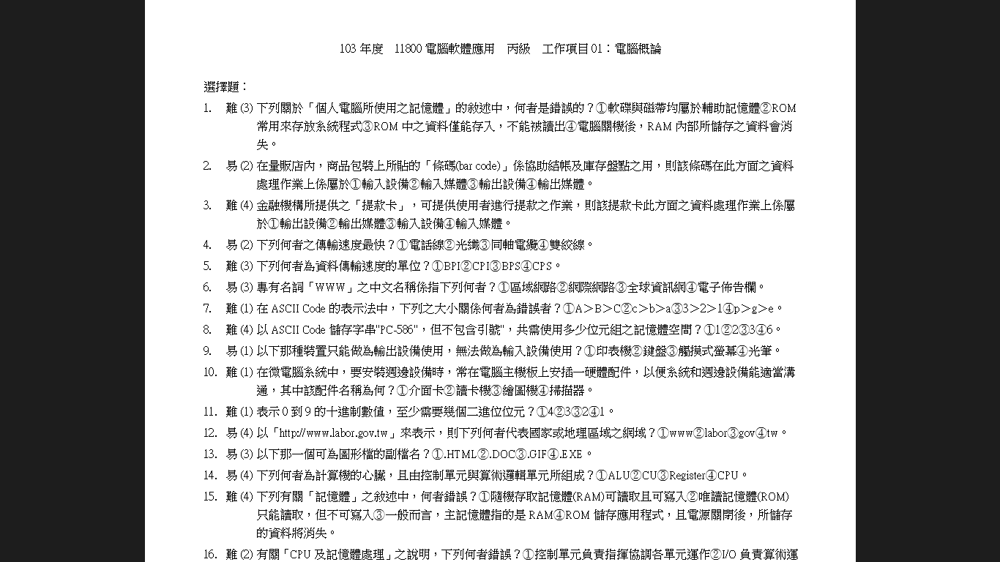 103 年度　11800 電腦軟體應用　丙級　工作項目 01：電腦概論
選擇題：
1. 難 (3) 下列關於「個人電腦所使用之記憶體」的敘述中，何者是錯誤的？①軟碟與磁帶均屬於輔助記憶體②ROM
常用來存放系統程式③ROM 中之資料僅能存入，不能被讀出④電腦關機後，RAM 內部所儲存之資料會消
失。
2. 易 (2) 在量販店內，商品包裝上所貼的「條碼(bar code)」係協助結帳及庫存盤點之用，則該條碼在此方面之資料
處理作業上係屬於①輸入設備②輸入媒體③輸出設備④輸出媒體。
3. 難 (4) 金融機構所提供之「提款卡」，可提供使用者進行提款之作業，則該提款卡此方面之資料處理作業上係屬
於①輸出設備②輸出媒體③輸入設備④輸入媒體。
4. 易 (2) 下列何者之傳輸速度最快？①電話線②光纖③同軸電纜④雙絞線。
5. 難 (3) 下列何者為資料傳輸速度的單位？①BPI②CPI③BPS④CPS。
6. 易 (3) 專有名詞「WWW」之中文名稱係指下列何者？①區域網路②網際網路③全球資訊網④電子佈告欄。
7. 難 (1) 在 ASCII Code 的表示法中，下列之大小關係何者為錯誤者？①A＞B＞C②c＞b＞a③3＞2＞1④p＞g＞e。
8. 難 (4) 以 ASCII Code 儲存字串"PC-586"，但不包含引號"，共需使用多少位元組之記憶體空間？①1②2③3④6。
9. 易 (1) 以下那種裝置只能做為輸出設備使用，無法做為輸入設備使用？①印表機②鍵盤③觸摸式螢幕④光筆。
10. 難 (1) 在微電腦系統中，要安裝週邊設備時，常在電腦主機板上安插一硬體配件，以便系統和週邊設備能適當溝
通，其中該配件名稱為何？①介面卡②讀卡機③繪圖機④掃描器。
11. 難 (1) 表示 0 到 9 的十進制數值，至少需要幾個二進位位元？①4②3③2④1。
12. 易 (4) 以「http://www.labor.gov.tw」來表示，則下列何者代表國家或地理區域之網域？①www②labor③gov④tw。
13. 易 (3) 以下那一個可為圖形檔的副檔名？①.HTML②.DOC③.GIF④.EXE。
14. 易 (4) 下列何者為計算機的心臟，且由控制單元與算術邏輯單元所組成？①ALU②CU③Register④CPU。
15. 難 (4) 下列有關「記憶體」之敘述中，何者錯誤？①隨機存取記憶體(RAM)可讀取且可寫入②唯讀記憶體(ROM)
只能讀取，但不可寫入③一般而言，主記憶體指的是 RAM④ROM 儲存應用程式，且電源關閉後，所儲存
的資料將消失。
16. 難 (2) 有關「CPU 及記憶體處理」之說明，下列何者錯誤？①控制單元負責指揮協調各單元運作②I/O 負責算術運